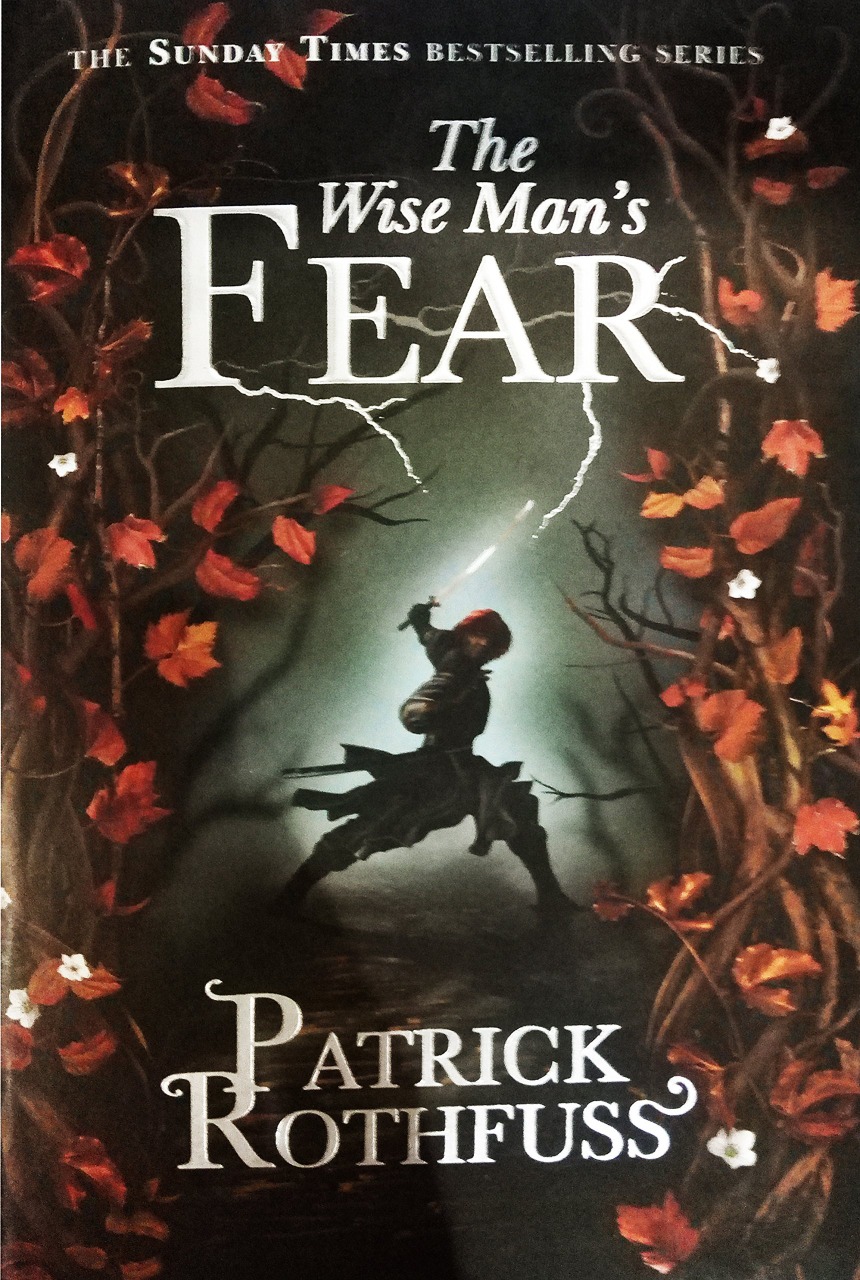 THE SUNDAY TIMES BESTSELLING SERIES
The
Wise Man's
FEAR
PATRICK
ROTHFUSS